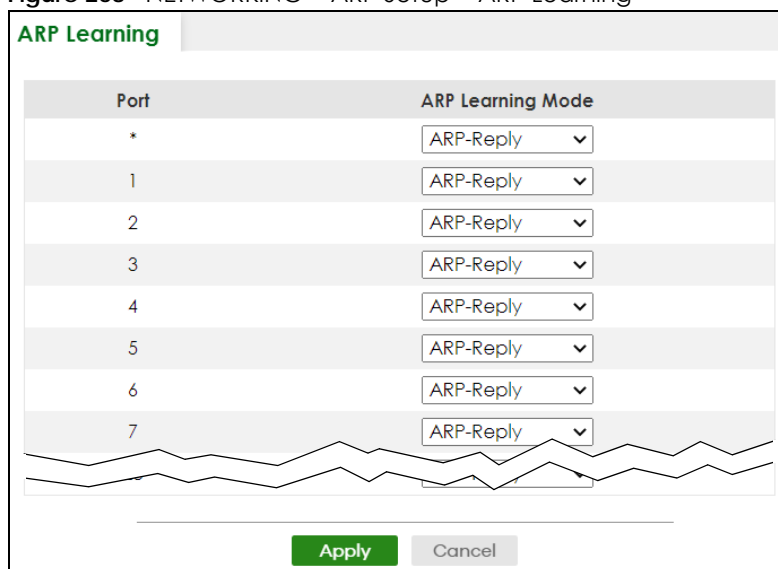 ARP Learning
Port ARP Learning Mode
* ARP-Reply
1 ARP-Reply
2 ARP-Reply
3 ARP-Reply
4 ARP-Reply
5 ARP-Reply
6 ARP-Reply
7 ARP-Reply
Apply Cancel